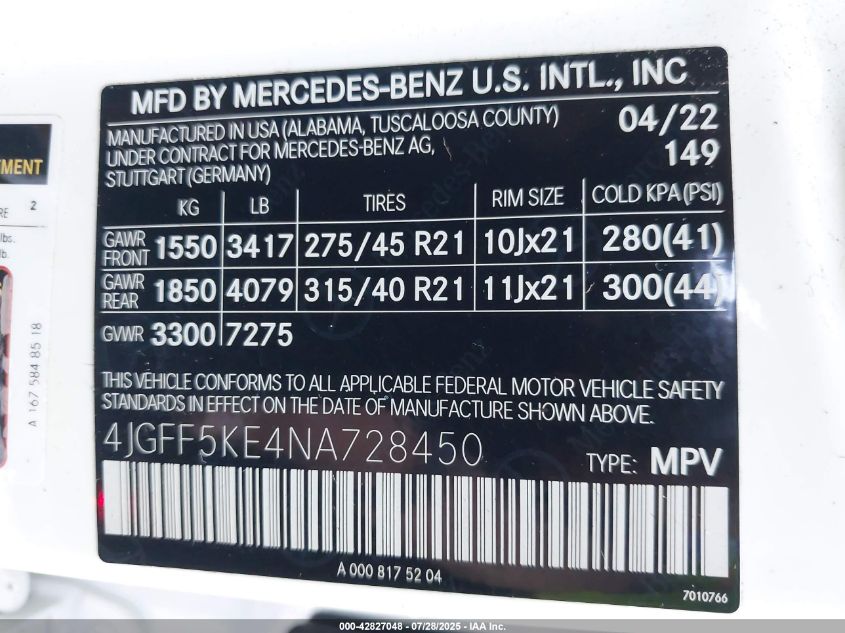 MFD BY MERCEDES-BENZ U.S. INTL., INC
MANUFACTURED IN USA (ALABAMA, TUSCALOOSA COUNTY)
UNDER CONTRACT FOR MERCEDES-BENZ AG,
STUTTGART (GERMANY)
04/22
149
KG LB TIRES RIM SIZE COLD KPA (PSI)
GAWR FRONT 1550 3417 275/45 R21 10Jx21 280(41)
GAWR REAR 1850 4079 315/40 R21 11Jx21 300(44)
GVWR 3300 7275
THIS VEHICLE CONFORMS TO ALL APPLICABLE FEDERAL MOTOR VEHICLE SAFETY
STANDARDS IN EFFECT ON THE DATE OF MANUFACTURE SHOWN ABOVE.
4JGFF5KE4NA728450
TYPE: MPV
A 000 817 52 04
7010766
2
lbs.
lb.
A 167 584 85 18
000-42827048 - 07/28/2025 - IAA Inc.